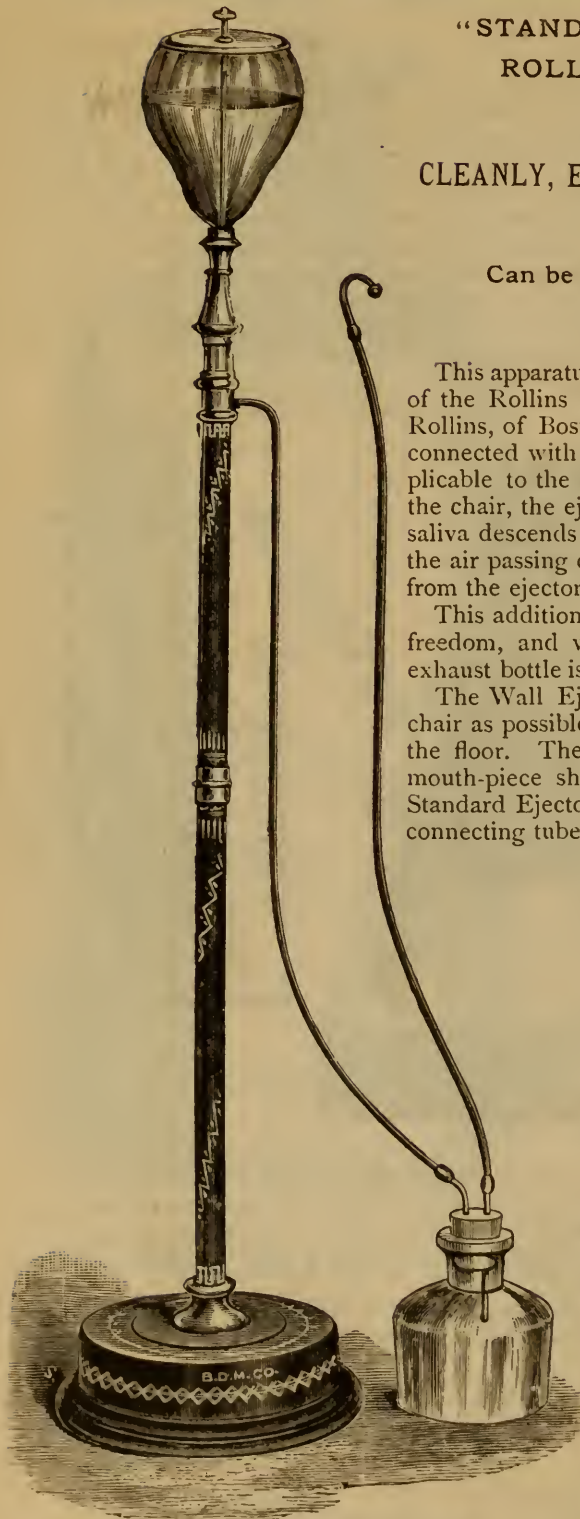 "STAND
ROLL
CLEANLY, E
Can be
This apparatu
of the Rollins
Rollins, of Bos
connected with
plicable to the
the chair, the ej
saliva descends
the air passing
from the ejector
This addition
freedom, and
exhaust bottle is
The Wall Ej
chair as possible
the floor. The
mouth-piece sh
Standard Ejecto
connecting tube
B.D.M.CO.